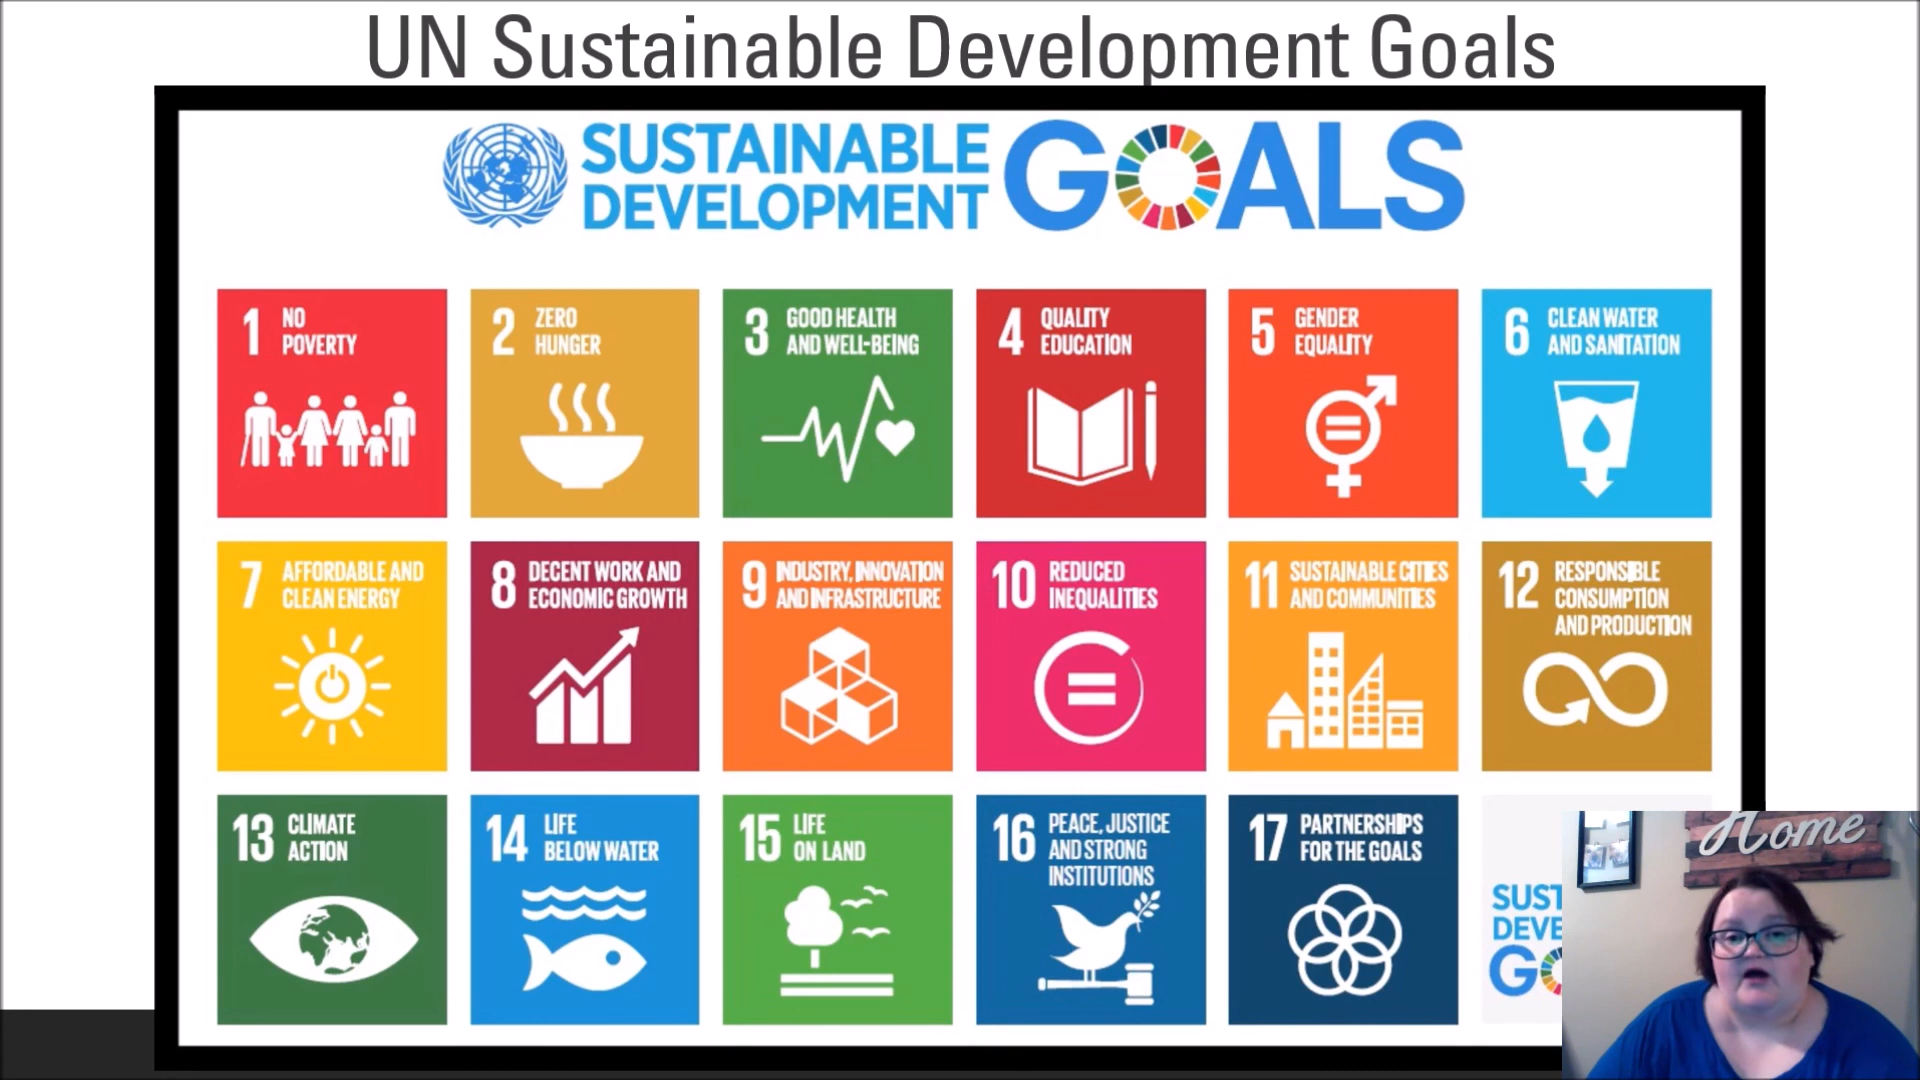 UN Sustainable Development Goals
SUSTAINABLE
DEVELOPMENT
GOALS
1 NO
POVERTY
2 ZERO
HUNGER
3 GOOD HEALTH
AND WELL-BEING
4 QUALITY
EDUCATION
5 GENDER
EQUALITY
6 CLEAN WATER
AND SANITATION
7 AFFORDABLE AND
CLEAN ENERGY
8 DECENT WORK AND
ECONOMIC GROWTH
9 INDUSTRY, INNOVATION
AND INFRASTRUCTURE
10 REDUCED
INEQUALITIES
11 SUSTAINABLE CITIES
AND COMMUNITIES
12 RESPONSIBLE
CONSUMPTION
AND PRODUCTION
13 CLIMATE
ACTION
14 LIFE
BELOW WATER
15 LIFE
ON LAND
16 PEACE, JUSTICE
AND STRONG
INSTITUTIONS
17 PARTNERSHIPS
FOR THE GOALS
SUST
DEVE
GO
Home